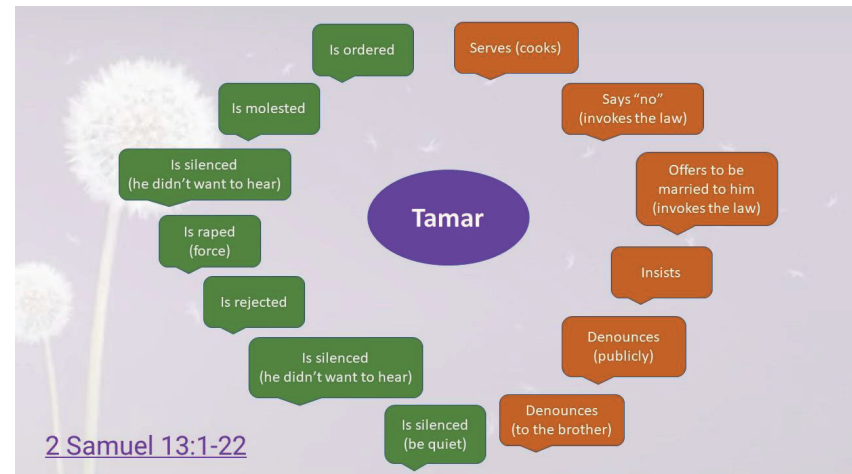 Is ordered
Serves (cooks)
Is molested
Says “no”
(invokes the law)
Is silenced
(he didn’t want to hear)
Offers to be
married to him
(invokes the law)
Tamar
Is raped
(force)
Insists
Is rejected
Denounces
(publicly)
Is silenced
(he didn’t want to hear)
Denounces
(to the brother)
Is silenced
(be quiet)
2 Samuel 13:1-22